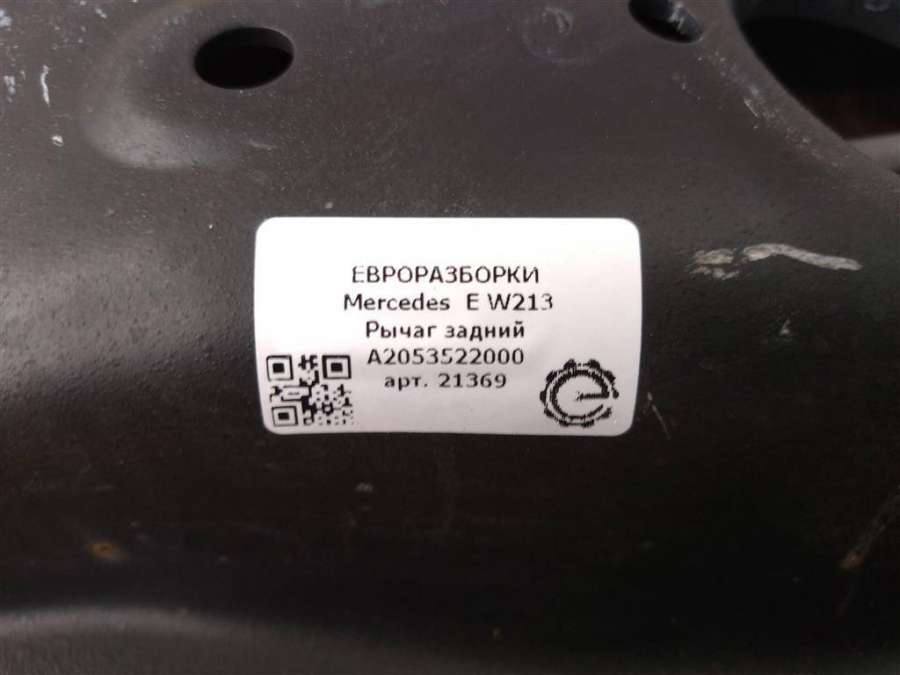 ЕВРОРАЗБОРКИ
Mercedes E W213
Рычаг задний
A2053522000
арт. 21369